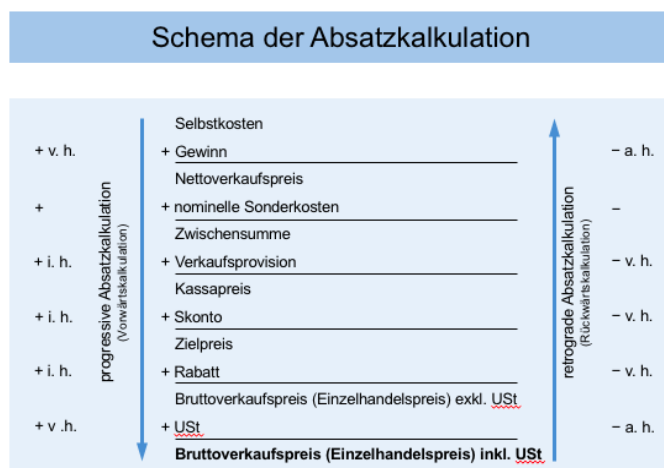 Schema der Absatzkalkulation
Selbstkosten
+ v. h. + Gewinn – a. h.
Nettoverkaufspreis
+ + nominelle Sonderkosten –
Zwischensumme
+ i. h. + Verkaufsprovision – v. h.
Kassapreis
+ i. h. + Skonto – v. h.
Zielpreis
+ i. h. + Rabatt – v. h.
Bruttoverkaufspreis (Einzelhandelspreis) exkl. USt
+ v .h. + USt – a. h.
Bruttoverkaufspreis (Einzelhandelspreis) inkl. USt
progressive Absatzkalkulation
(Vorwärtskalkulation)
retrograde Absatzkalkulation
(Rückwärtskalkulation)